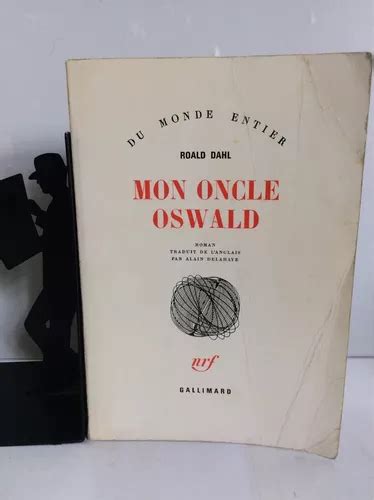 DU MONDE ENTIER
ROALD DAHL
MON ONCLE
OSWALD
ROMAN
TRADUIT DE L'ANGLAIS
PAR ALAIN DELAHAYE
nrf
GALLIMARD